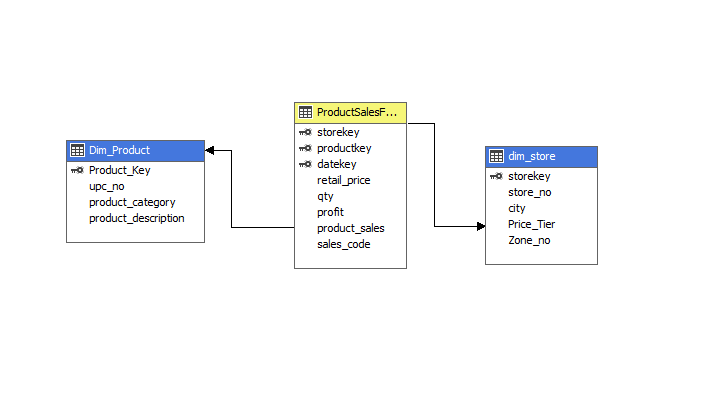 Dim_Product
Product_Key
upc_no
product_category
product_description
ProductSalesF...
storekey
productkey
datekey
retail_price
qty
profit
product_sales
sales_code
dim_store
storekey
store_no
city
Price_Tier
Zone_no